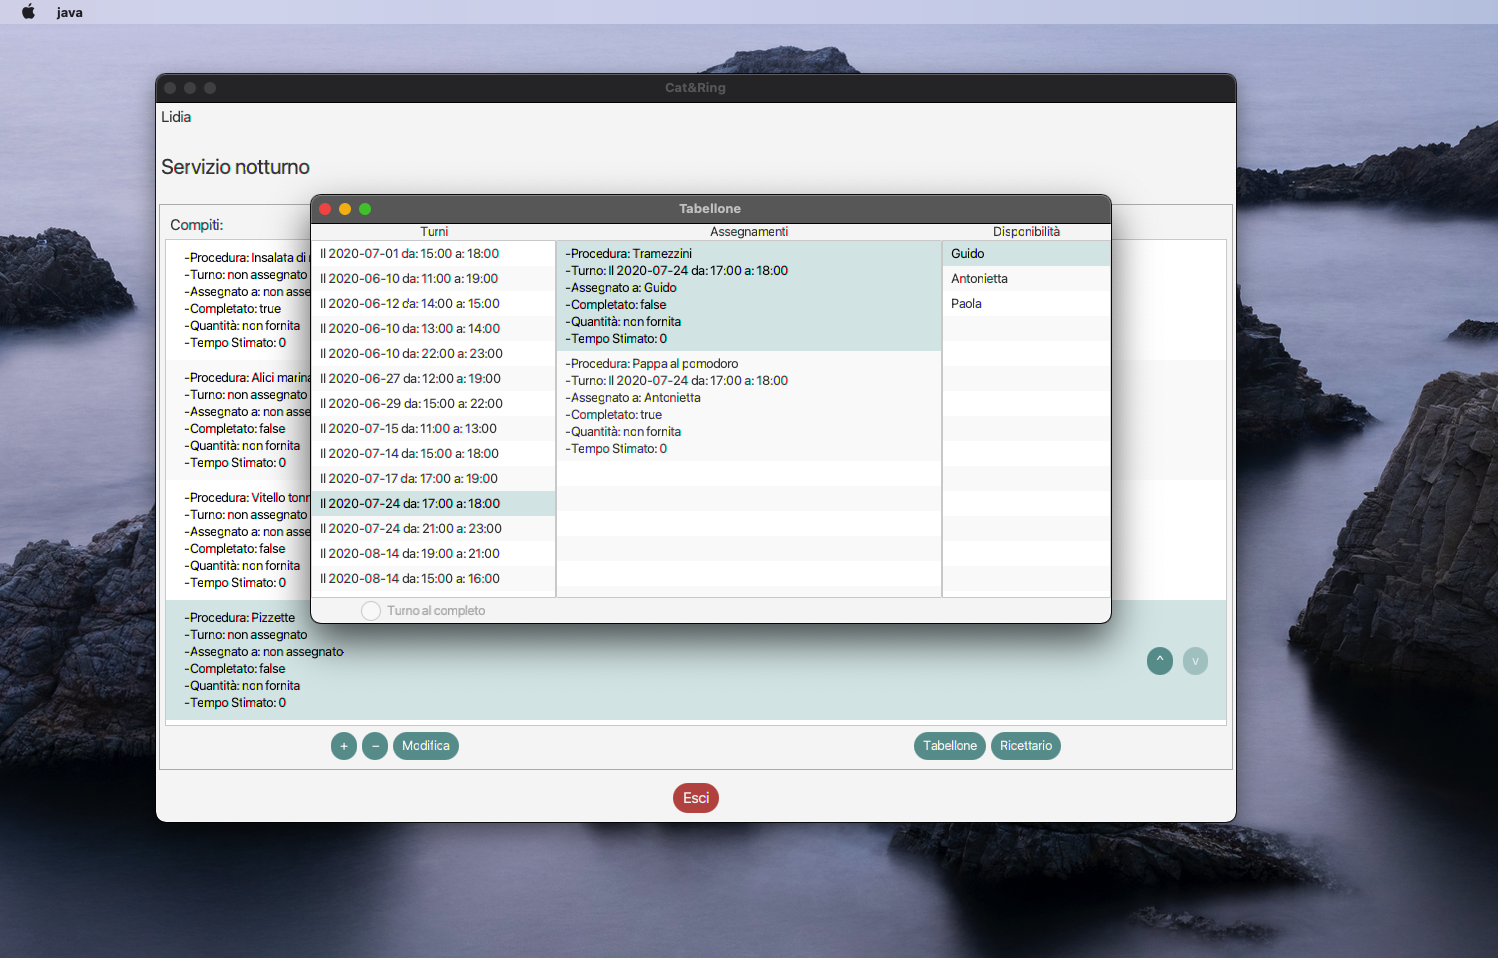 java
Cat&Ring
Lidia
Servizio notturno
Compiti:
-Procedura: Insalata di
-Turno: non assegnato
-Assegnato a: non asse
-Completato: true
-Quantità: non fornita
-Tempo Stimato: 0
-Procedura: Alici marina
-Turno: non assegnato
-Assegnato a: non asse
-Completato: false
-Quantità: non fornita
-Tempo Stimato: 0
-Procedura: Vitello tonn
-Turno: non assegnato
-Assegnato a: non asse
-Completato: false
-Quantità: non fornita
-Tempo Stimato: 0
-Procedura: Pizzette
-Turno: non assegnato
-Assegnato a: non assegnato
-Completato: false
-Quantità: non fornita
-Tempo Stimato: 0
^ v
+ - Modifica
Tabellone Ricettario
Esci
Tabellone
Turni
Il 2020-07-01 da: 15:00 a: 18:00
Il 2020-06-10 da: 11:00 a: 19:00
Il 2020-06-12 da: 14:00 a: 15:00
Il 2020-06-10 da: 13:00 a: 14:00
Il 2020-06-10 da: 22:00 a: 23:00
Il 2020-06-27 da: 12:00 a: 19:00
Il 2020-06-29 da: 15:00 a: 22:00
Il 2020-07-15 da: 11:00 a: 13:00
Il 2020-07-14 da: 15:00 a: 18:00
Il 2020-07-17 da: 17:00 a: 19:00
Il 2020-07-24 da: 17:00 a: 18:00
Il 2020-07-24 da: 21:00 a: 23:00
Il 2020-08-14 da: 19:00 a: 21:00
Il 2020-08-14 da: 15:00 a: 16:00
Assegnamenti
-Procedura: Tramezzini
-Turno: Il 2020-07-24 da: 17:00 a: 18:00
-Assegnato a: Guido
-Completato: false
-Quantità: non fornita
-Tempo Stimato: 0
-Procedura: Pappa al pomodoro
-Turno: Il 2020-07-24 da: 17:00 a: 18:00
-Assegnato a: Antonietta
-Completato: true
-Quantità: non fornita
-Tempo Stimato: 0
Disponibilità
Guido
Antonietta
Paola
Turno al completo